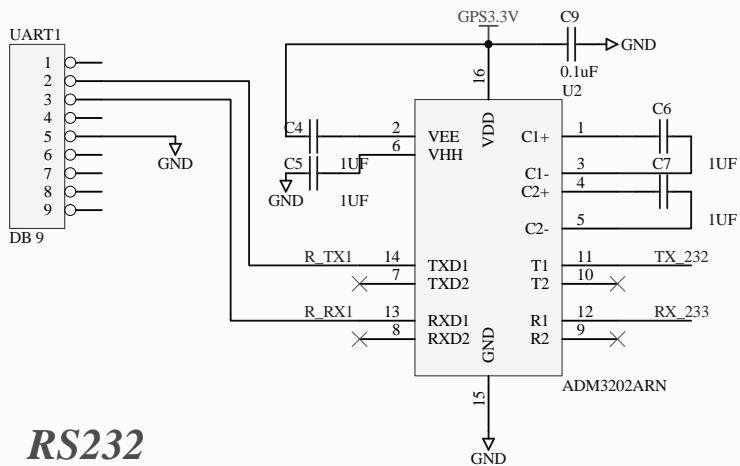 GPS3.3V
UART1
C9
GND
1
2
3
4
5
6
7
8
9
DB 9
GND
16
0.1uF
U2
C4
2
VEE
VDD
C1+
1
C6
6
VHH
C5
1UF
GND
1UF
C1-
3
C7
1UF
C2+
4
C2-
5
1UF
R_TX1
14
TXD1
T1
11
TX_232
7
TXD2
T2
10
R_RX1
13
RXD1
R1
12
RX_233
8
RXD2
R2
9
GND
15
ADM3202ARN
GND
RS232